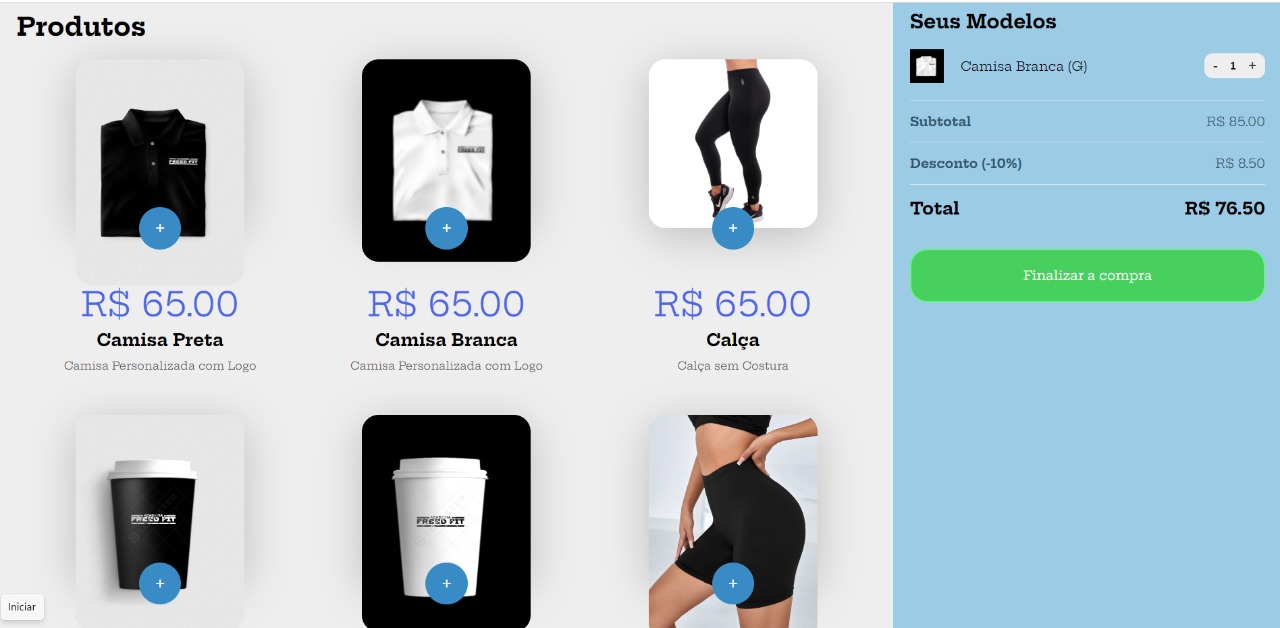 Produtos
FREED FIT
FREED FIT
+
+
+
R$ 65.00
R$ 65.00
R$ 65.00
Camisa Preta
Camisa Branca
Calça
Camisa Personalizada com Logo
Camisa Personalizada com Logo
Calça sem Costura
FREED FIT
FREED FIT
+
+
+
Iniciar
Seus Modelos
Camisa Branca (G)
- 1 +
Subtotal
R$ 85.00
Desconto (-10%)
R$ 8.50
Total
R$ 76.50
Finalizar a compra